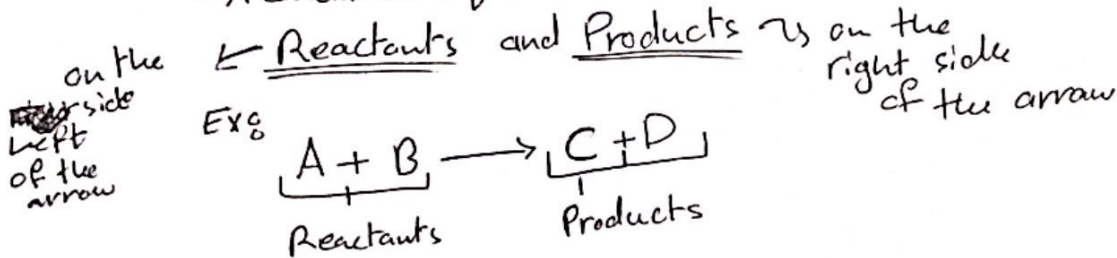 Reactants and Products
on the
side
Left
of the
arrow
on the
right side
of the arrow
Ex:
A + B → C + D
Reactants
Products